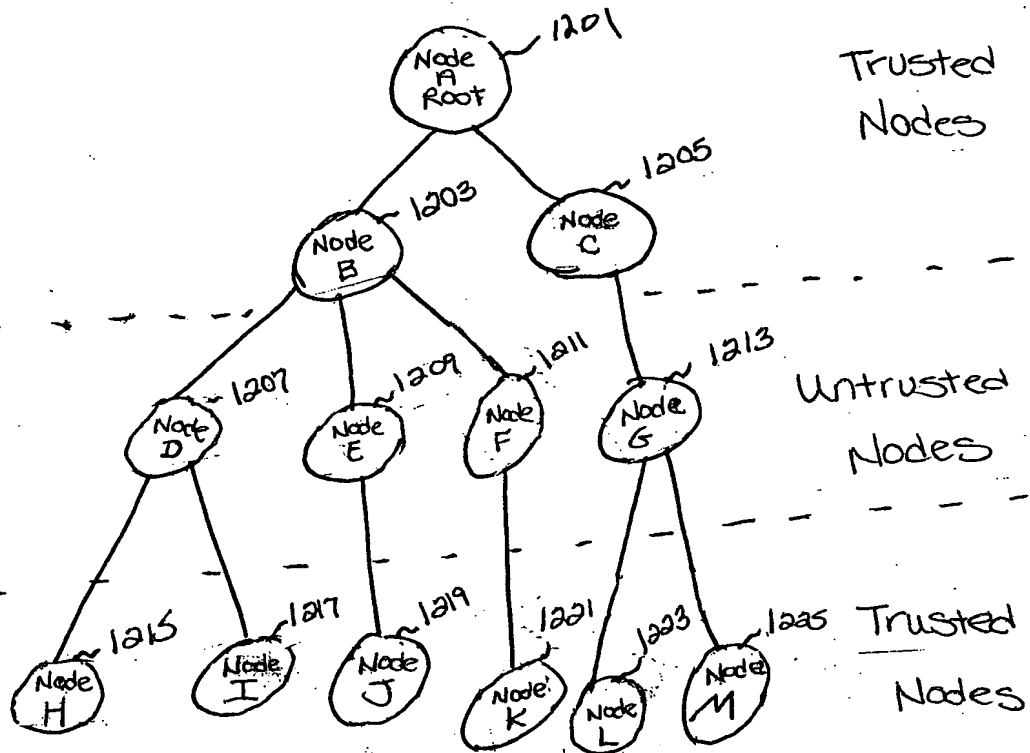 1201
Node
A
Root
Trusted
Nodes
1203
Node
B
1205
Node
C
1207
Node
D
1209
Node
E
1211
Node
F
1213
Node
G
Untrusted
Nodes
1215
Node
H
1217
Node
I
1219
Node
J
1221
Node
K
1223
Node
L
1225
Node
M
Trusted
Nodes